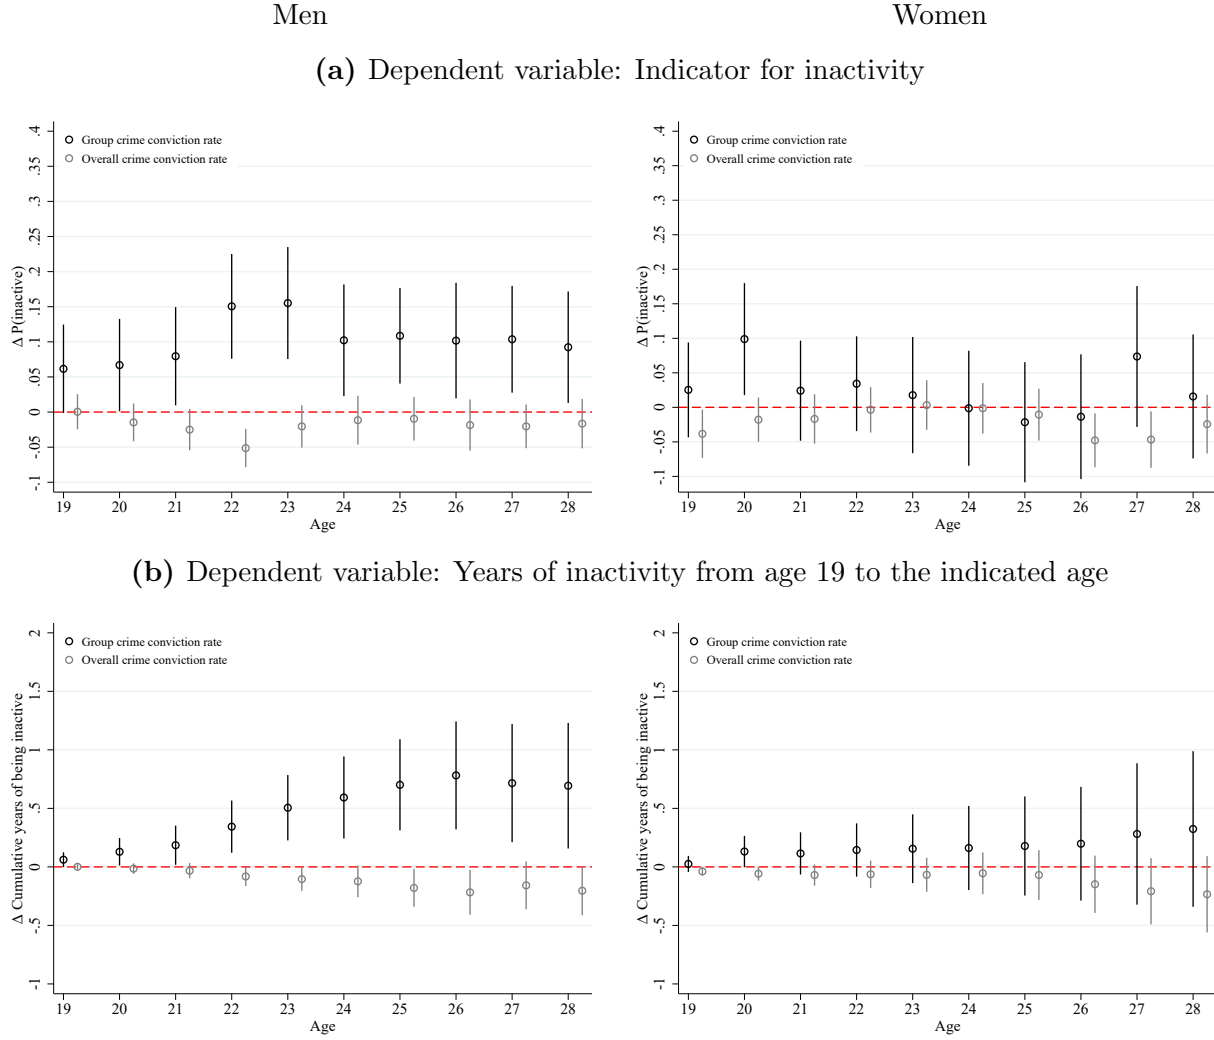 Men Women
(a) Dependent variable: Indicator for inactivity
Group crime conviction rate
Overall crime conviction rate
Δ P(inactive)
.4
.35
.3
.25
.2
.15
.1
.05
0
-.05
-.1
19 20 21 22 23 24 25 26 27 28
Age
Group crime conviction rate
Overall crime conviction rate
Δ P(inactive)
.4
.35
.3
.25
.2
.15
.1
.05
0
-.05
-.1
19 20 21 22 23 24 25 26 27 28
Age
(b) Dependent variable: Years of inactivity from age 19 to the indicated age
Group crime conviction rate
Overall crime conviction rate
Δ Cumulative years of being inactive
2
1.5
1
.5
0
-.5
-1
19 20 21 22 23 24 25 26 27 28
Age
Group crime conviction rate
Overall crime conviction rate
Δ Cumulative years of being inactive
2
1.5
1
.5
0
-.5
-1
19 20 21 22 23 24 25 26 27 28
Age